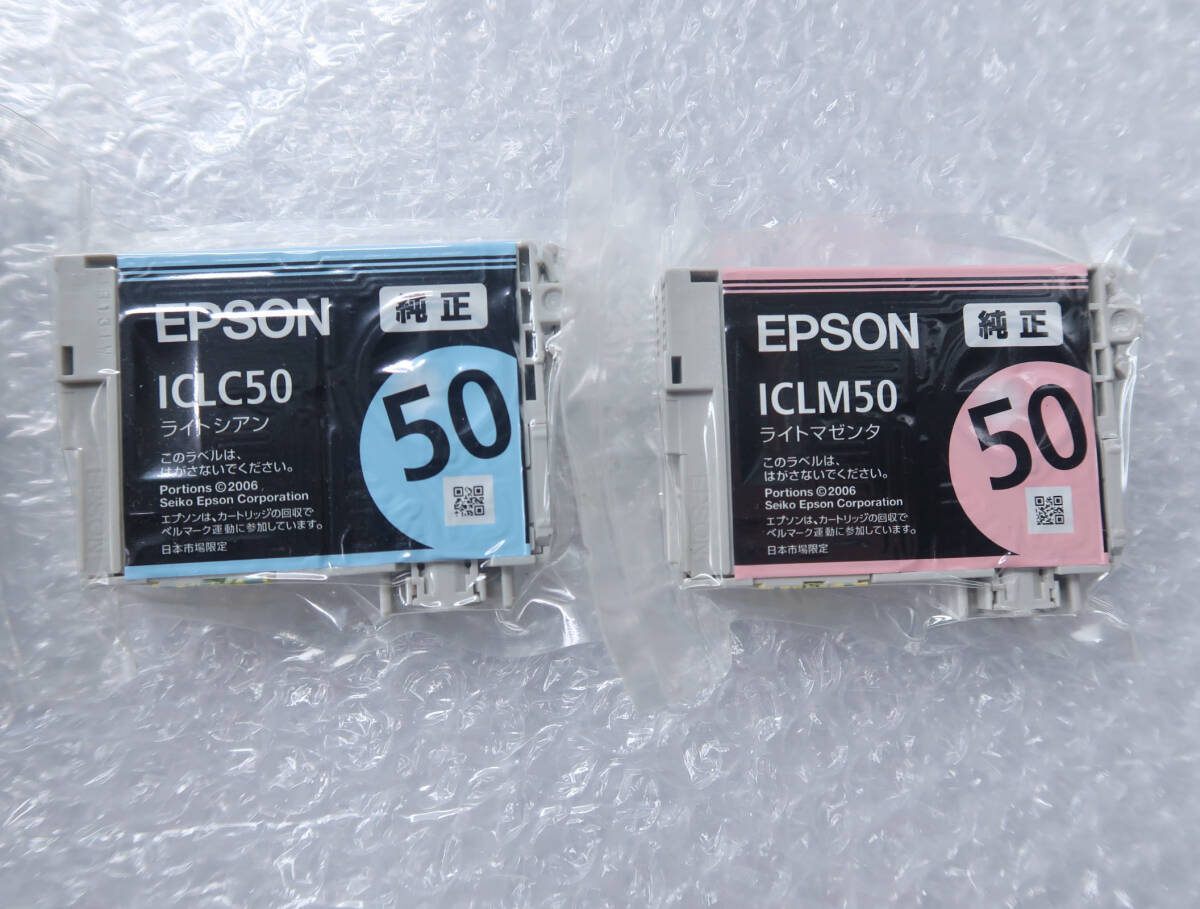 EPSON 純正
ICLC50
ライトシアン
50
このラベルは、
はがさないでください。
Portions ©2006
Seiko Epson Corporation
エプソンは、カートリッジの回収で
ベルマーク運動に参加しています。
日本市場限定
EPSON 純正
ICLM50
ライトマゼンタ
50
このラベルは、
はがさないでください。
Portions ©2006
Seiko Epson Corporation
エプソンは、カートリッジの回収で
ベルマーク運動に参加しています。
日本市場限定